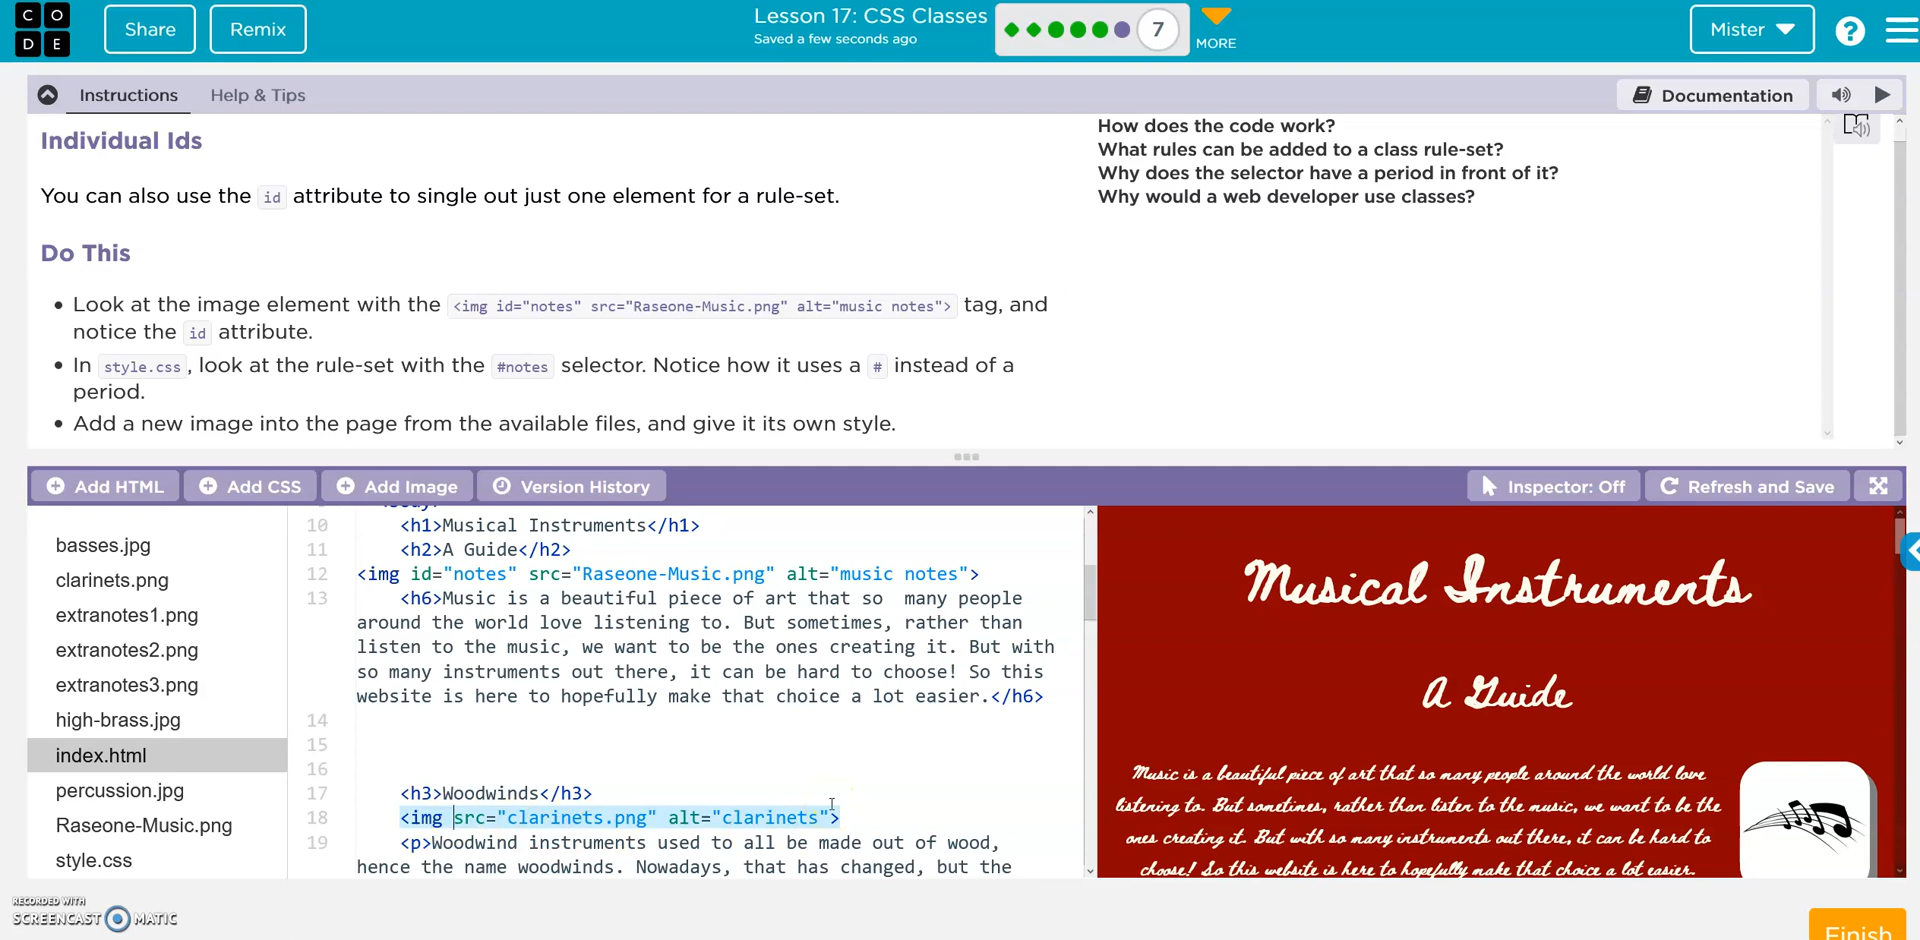 CODE
Share
Remix
Lesson 17: CSS Classes
Saved a few seconds ago
7
MORE
Mister
?
Instructions
Help & Tips
Documentation
Individual Ids
You can also use the id attribute to single out just one element for a rule-set.
Do This
• Look at the image element with the <img id="notes" src="Raseone-Music.png" alt="music notes"> tag, and
notice the id attribute.
• In style.css, look at the rule-set with the #notes selector. Notice how it uses a # instead of a
period.
• Add a new image into the page from the available files, and give it its own style.
How does the code work?
What rules can be added to a class rule-set?
Why does the selector have a period in front of it?
Why would a web developer use classes?
Add HTML
Add CSS
Add Image
Version History
Inspector: Off
Refresh and Save
basses.jpg
clarinets.png
extranotes1.png
extranotes2.png
extranotes3.png
high-brass.jpg
index.html
percussion.jpg
Raseone-Music.png
style.css
10 <h1>Musical Instruments</h1>
11 <h2>A Guide</h2>
12 <img id="notes" src="Raseone-Music.png" alt="music notes">
13 <h6>Music is a beautiful piece of art that so  many people
around the world love listening to. But sometimes, rather than
listen to the music, we want to be the ones creating it. But with
so many instruments out there, it can be hard to choose! So this
website is here to hopefully make that choice a lot easier.</h6>
14
15
16
17 <h3>Woodwinds</h3>
18 <img src="clarinets.png" alt="clarinets">
19 <p>Woodwind instruments used to all be made out of wood,
hence the name woodwinds. Nowadays, that has changed, but the
Musical Instruments
A Guide
Music is a beautiful piece of art that so many people around the world love
listening to. But sometimes, rather than listen to the music, we want to be the
ones creating it. But with so many instruments out there, it can be hard to
choose! So this website is here to hopefully make that choice a lot easier.
RECORDED WITH
SCREENCAST MATIC
Finish